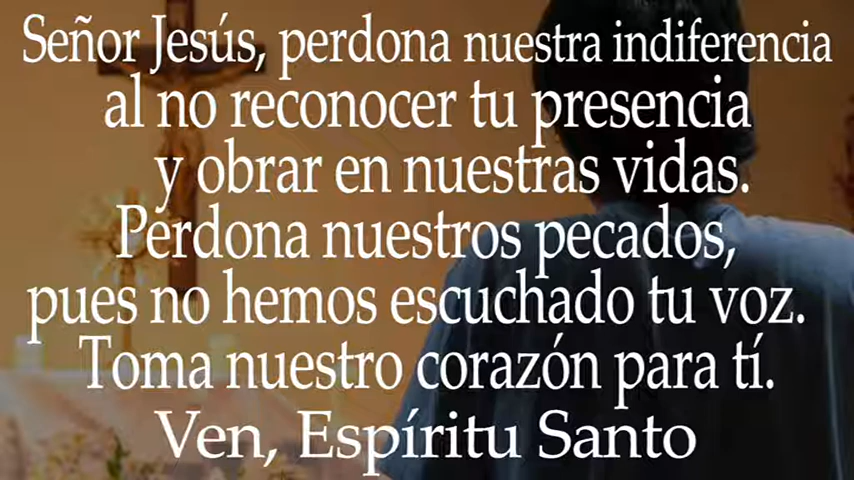 Señor Jesús, perdona nuestra indiferencia
al no reconocer tu presencia
y obrar en nuestras vidas.
Perdona nuestros pecados,
pues no hemos escuchado tu voz.
Toma nuestro corazón para tí.
Ven, Espíritu Santo